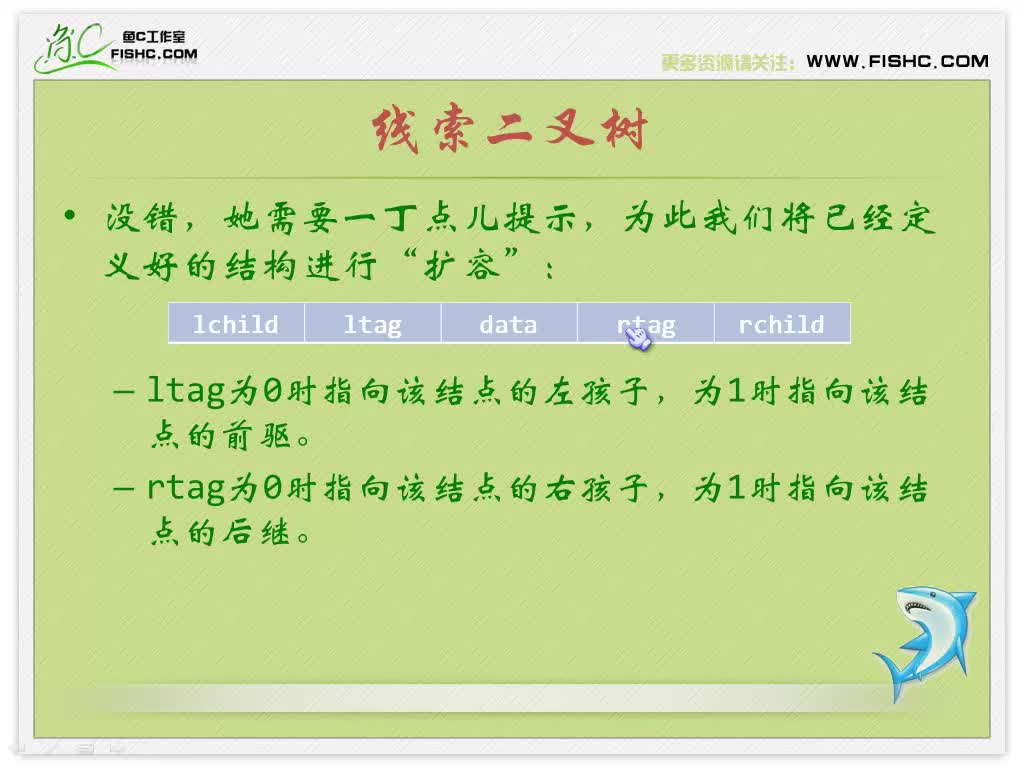 鱼C工作室
FISHC.COM
更多资源请关注： WWW.FISHC.COM
线索二叉树
• 没错，她需要一丁点儿提示，为此我们将已经定
义好的结构进行“扩容”：
lchild ltag data rtag rchild
– ltag为0时指向该结点的左孩子，为1时指向该结
点的前驱。
– rtag为0时指向该结点的右孩子，为1时指向该结
点的后继。